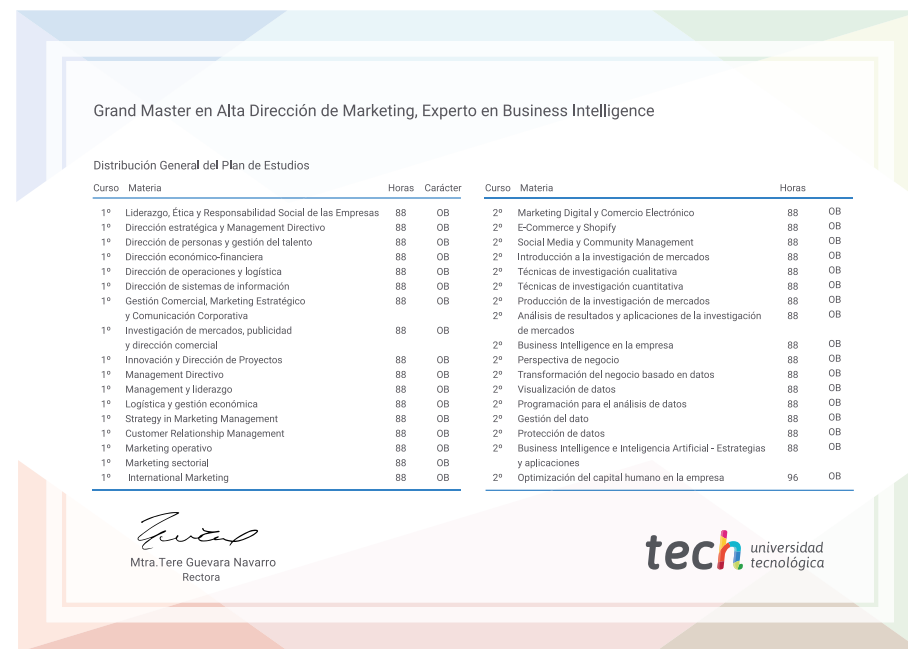 Grand Master en Alta Dirección de Marketing, Experto en Business Intelligence
Distribución General del Plan de Estudios
Curso Materia Horas Carácter
1º Liderazgo, Ética y Responsabilidad Social de las Empresas 88 OB
1º Dirección estratégica y Management Directivo 88 OB
1º Dirección de personas y gestión del talento 88 OB
1º Dirección económico-financiera 88 OB
1º Dirección de operaciones y logística 88 OB
1º Dirección de sistemas de información 88 OB
1º Gestión Comercial, Marketing Estratégico 88 OB
y Comunicación Corporativa
1º Investigación de mercados, publicidad 88 OB
y dirección comercial
1º Innovación y Dirección de Proyectos 88 OB
1º Management Directivo 88 OB
1º Management y liderazgo 88 OB
1º Logística y gestión económica 88 OB
1º Strategy in Marketing Management 88 OB
1º Customer Relationship Management 88 OB
1º Marketing operativo 88 OB
1º Marketing sectorial 88 OB
1º International Marketing 88 OB
Curso Materia Horas
2º Marketing Digital y Comercio Electrónico 88 OB
2º E-Commerce y Shopify 88 OB
2º Social Media y Community Management 88 OB
2º Introducción a la investigación de mercados 88 OB
2º Técnicas de investigación cualitativa 88 OB
2º Técnicas de investigación cuantitativa 88 OB
2º Producción de la investigación de mercados 88 OB
2º Análisis de resultados y aplicaciones de la investigación 88 OB
de mercados
2º Business Intelligence en la empresa 88 OB
2º Perspectiva de negocio 88 OB
2º Transformación del negocio basado en datos 88 OB
2º Visualización de datos 88 OB
2º Programación para el análisis de datos 88 OB
2º Gestión del dato 88 OB
2º Protección de datos 88 OB
2º Business Intelligence e Inteligencia Artificial - Estrategias 88 OB
y aplicaciones
2º Optimización del capital humano en la empresa 96 OB
Mtra.Tere Guevara Navarro
Rectora
tech universidad
tecnológica